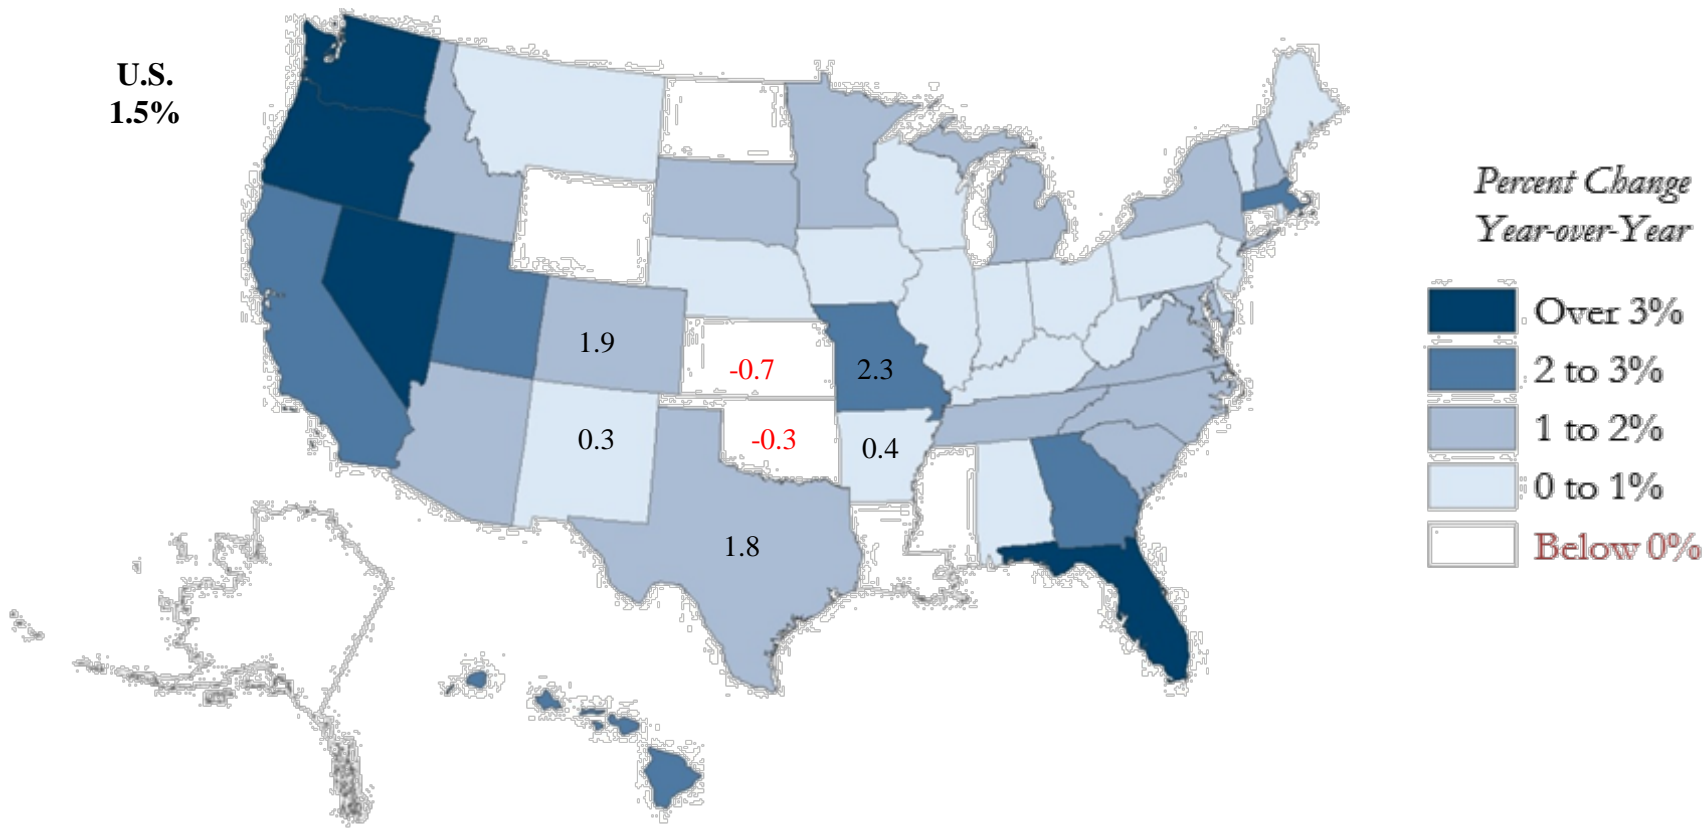 U.S.
1.5%
Percent Change
Year-over-Year
Over 3%
2 to 3%
1 to 2%
0 to 1%
Below 0%
1.9
-0.7
2.3
0.3
-0.3
0.4
1.8